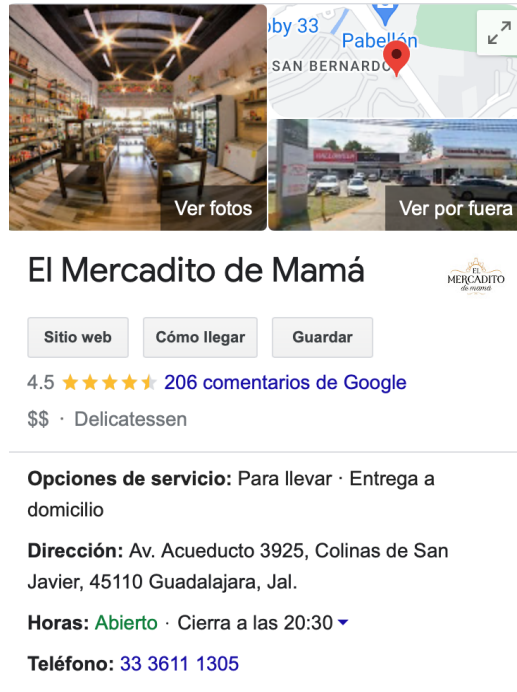 by 33
Pabellón
SAN BERNARDO
Ver fotos
Ver por fuera
El Mercadito de Mamá
EL
MERCADITO
de mamá
Sitio web
Cómo llegar
Guardar
4.5 206 comentarios de Google
$$ · Delicatessen
Opciones de servicio: Para llevar · Entrega a
domicilio
Dirección: Av. Acueducto 3925, Colinas de San
Javier, 45110 Guadalajara, Jal.
Horas: Abierto · Cierra a las 20:30
Teléfono: 33 3611 1305